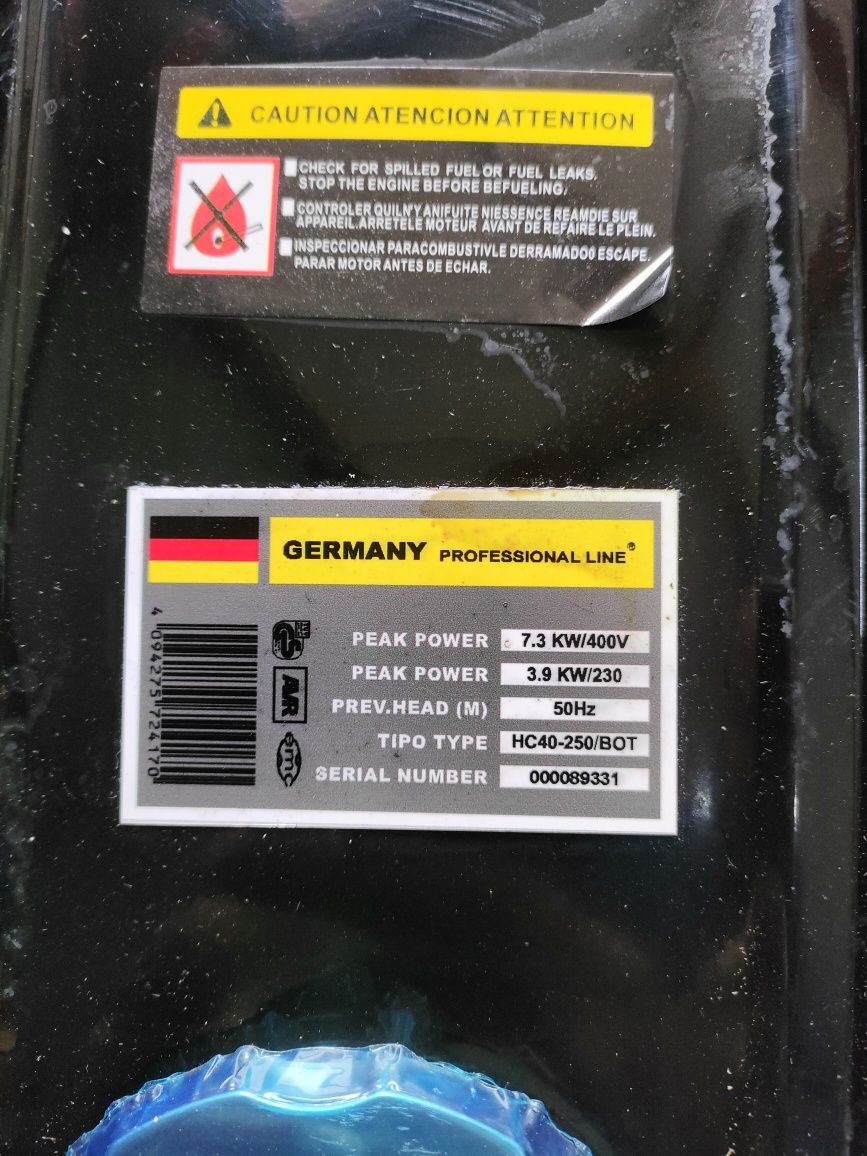 CAUTION ATENCION ATTENTION
CHECK FOR SPILLED FUEL OR FUEL LEAKS.
STOP THE ENGINE BEFORE BEFUELING.
CONTROLER QUILN'Y ANIFUITE NIESSENCE REAMDIE SUR
APPAREIL.ARRETELE MOTEUR AVANT DE REFAIRE LE PLEIN.
INSPECCIONAR PARACOMBUSTIVLE DERRAMADO0 ESCAPE.
PARAR MOTOR ANTES DE ECHAR.
GERMANY PROFESSIONAL LINE®
4 094275 724170
GS
AVR
emc
PEAK POWER 7.3 KW/400V
PEAK POWER 3.9 KW/230
PREV.HEAD (M) 50Hz
TIPO TYPE HC40-250/BOT
SERIAL NUMBER 000089331